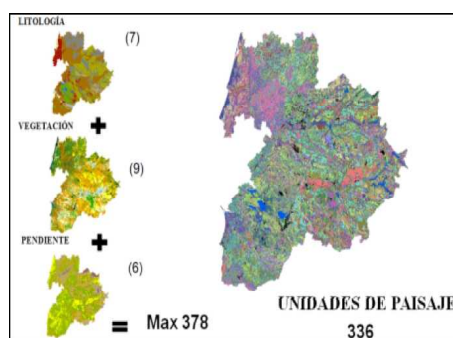 LITOLOGÍA
(7)
VEGETACIÓN
+
(9)
PENDIENTE
+
(6)
= Max 378
UNIDADES DE PAISAJE
336